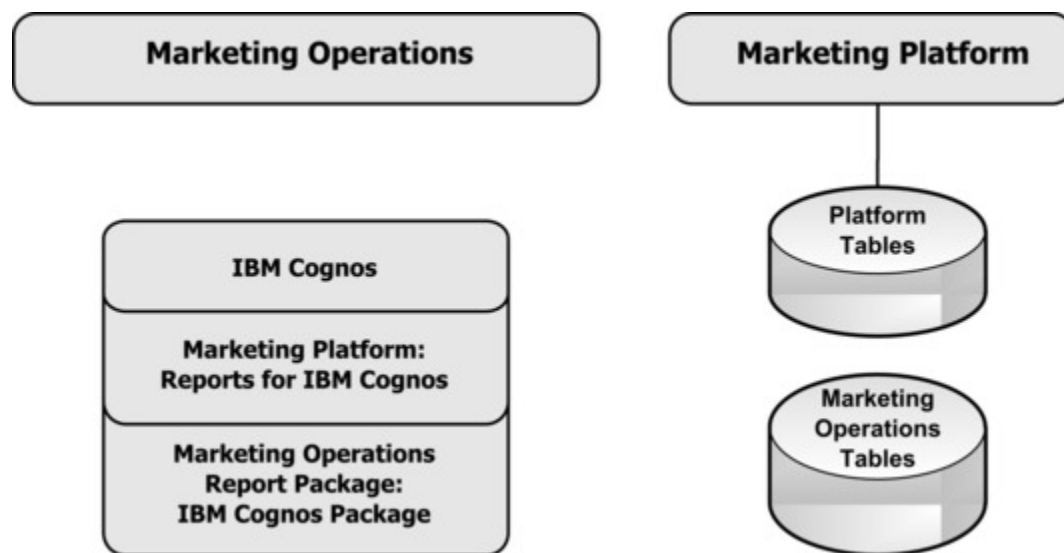 Marketing Operations
Marketing Platform
Platform
Tables
IBM Cognos
Marketing Platform:
Reports for IBM Cognos
Marketing Operations
Report Package:
IBM Cognos Package
Marketing
Operations
Tables